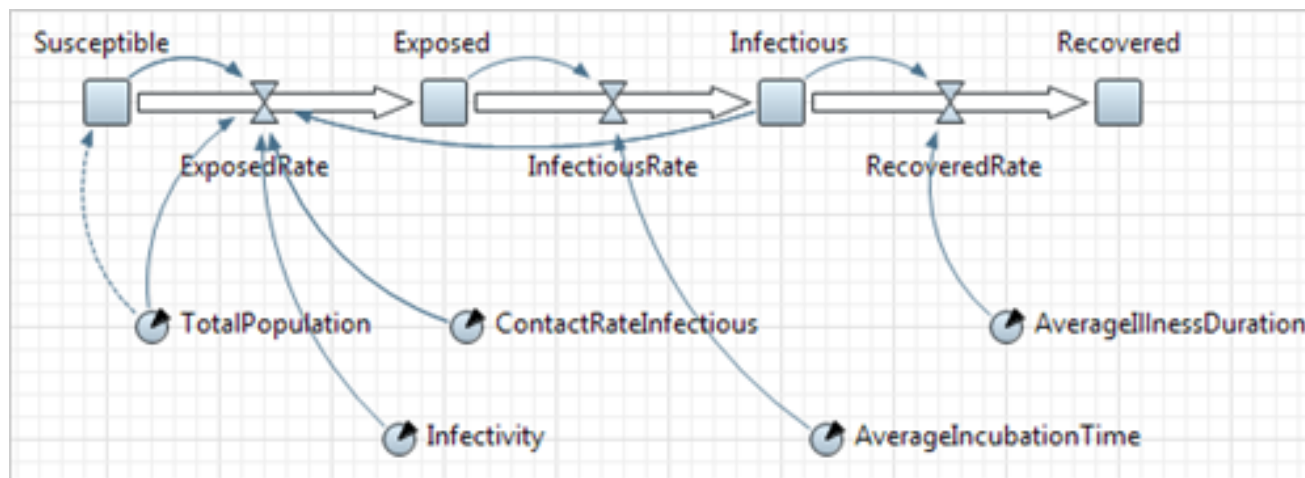 Susceptible
Exposed
Infectious
Recovered
ExposedRate
InfectiousRate
RecoveredRate
TotalPopulation
ContactRateInfectious
AverageIllnessDuration
Infectivity
AverageIncubationTime